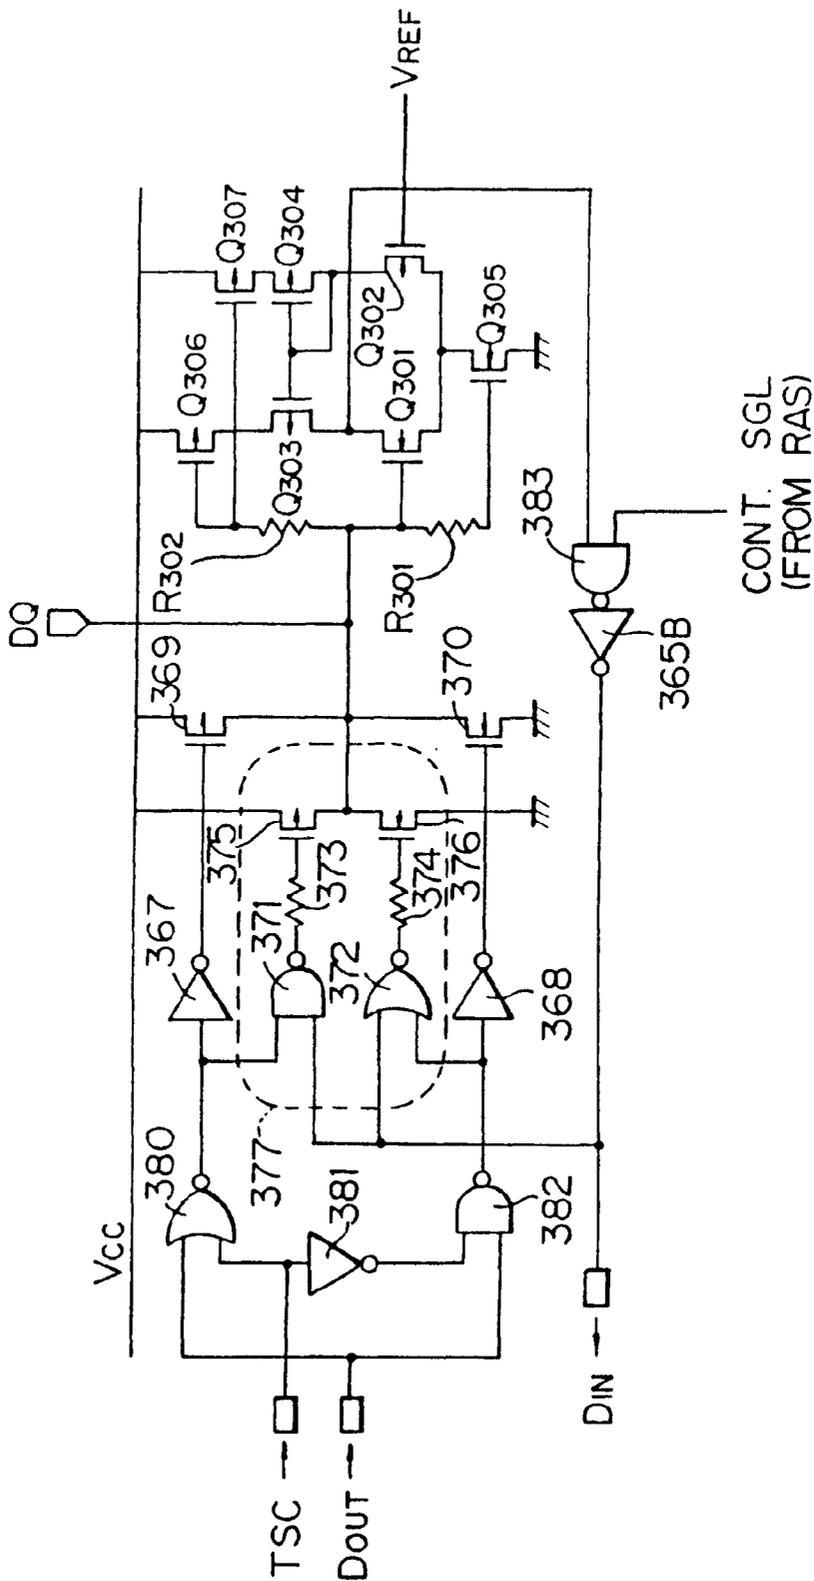 DQ
VCC
TSC
DOUT
DIN
380
381
382
377
367
371
372
368
375
373
374
376
369
370
R302
R301
Q306
Q307
Q303
Q304
Q301
Q302
Q305
VREF
383
365B
CONT. SGL
(FROM RAS)